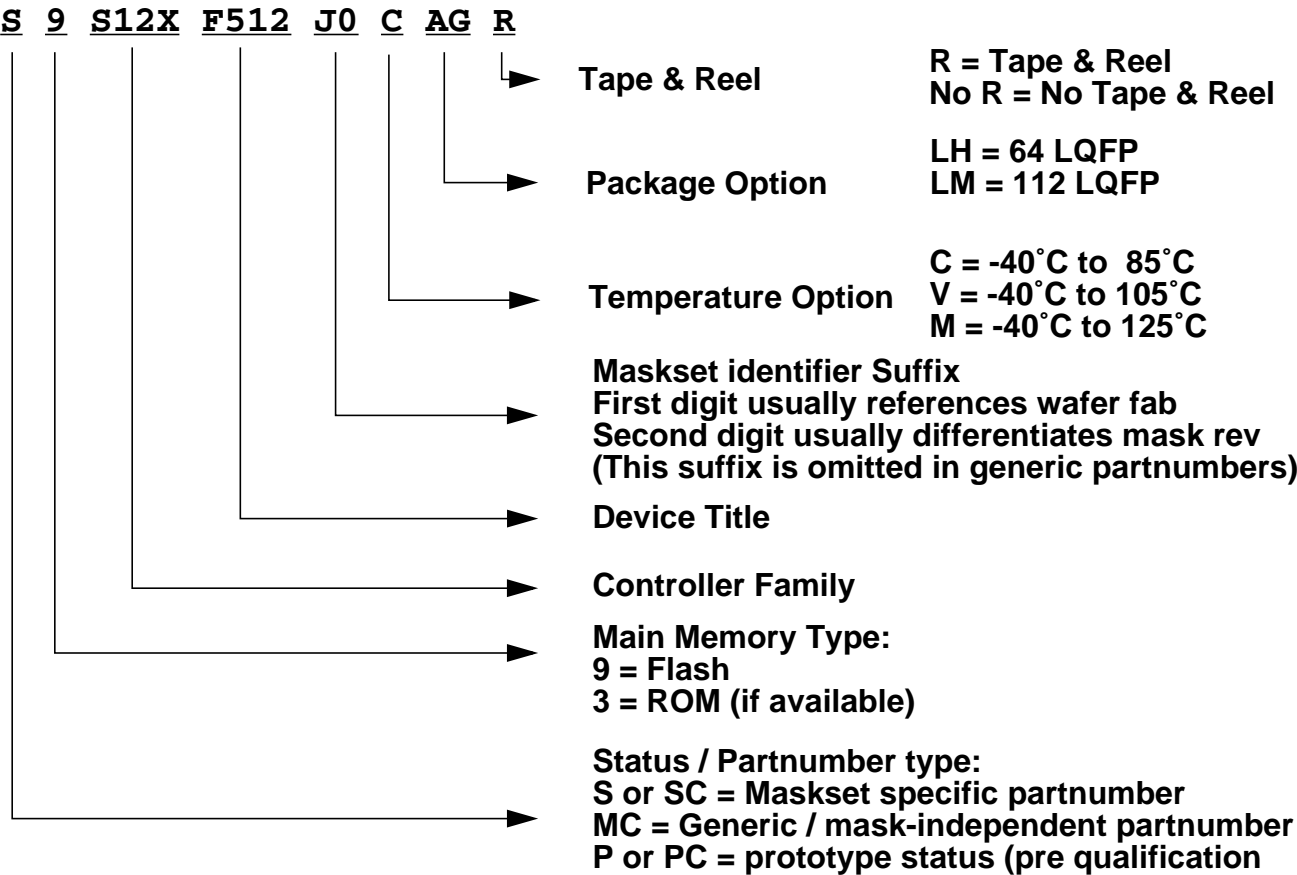 S 9 S12X F512 J0 C AG R
Tape & Reel
R = Tape & Reel
No R = No Tape & Reel
Package Option
LH = 64 LQFP
LM = 112 LQFP
Temperature Option
C = -40˚C to  85˚C
V = -40˚C to 105˚C
M = -40˚C to 125˚C
Maskset identifier Suffix
First digit usually references wafer fab
Second digit usually differentiates mask rev
(This suffix is omitted in generic partnumbers)
Device Title
Controller Family
Main Memory Type:
9 = Flash
3 = ROM (if available)
Status / Partnumber type:
S or SC = Maskset specific partnumber
MC = Generic / mask-independent partnumber
P or PC = prototype status (pre qualification